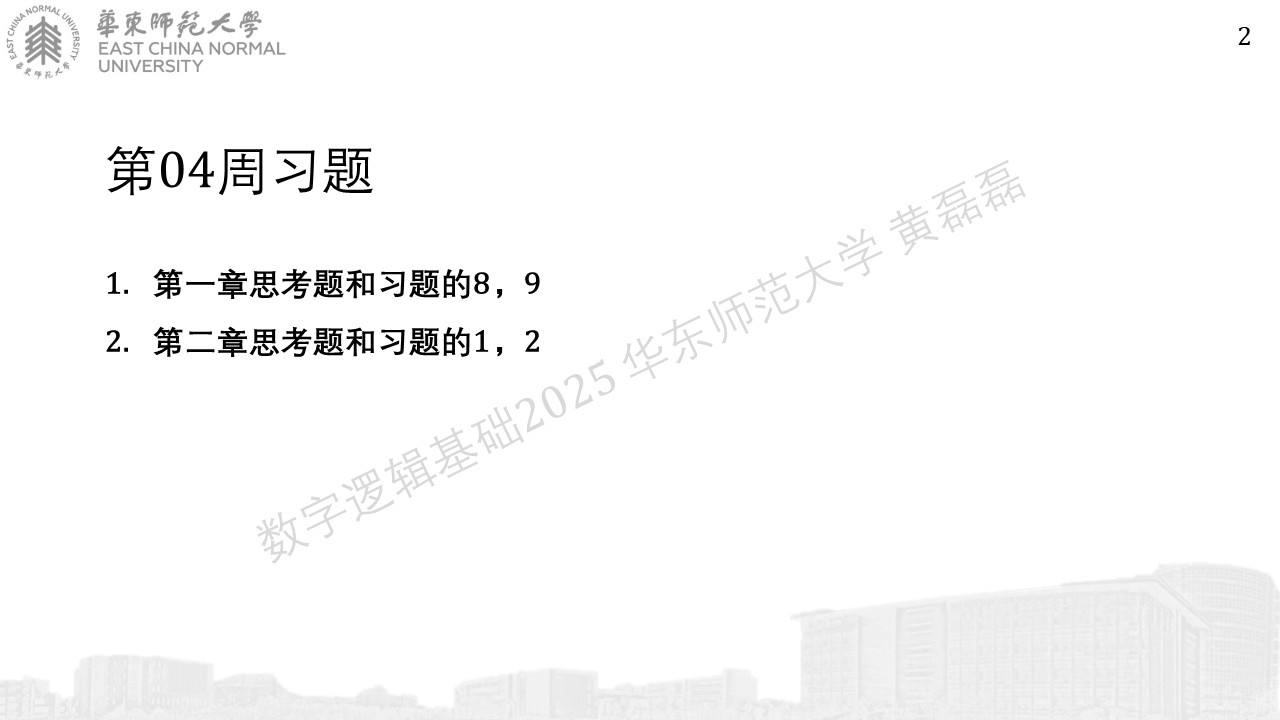 華東師範大學
EAST CHINA NORMAL
UNIVERSITY
EAST CHINA NORMAL UNIVERSITY
華東师范大学
2
第04周习题
1. 第一章思考题和习题的8，9
2. 第二章思考题和习题的1，2
数字逻辑基础2025 华东师范大学 黄磊磊